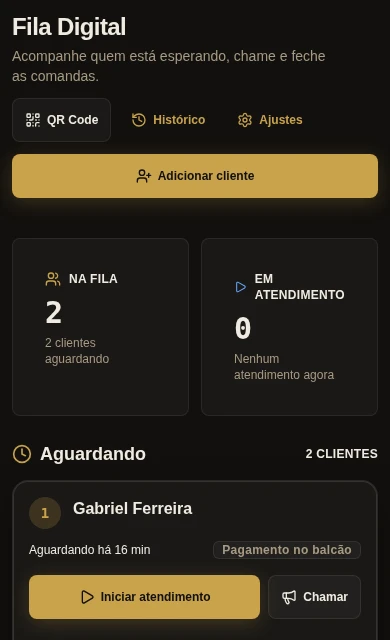 Fila Digital
Acompanhe quem está esperando, chame e feche
as comandas.
QR Code
Histórico
Ajustes
Adicionar cliente
NA FILA
2
2 clientes
aguardando
EM
ATENDIMENTO
0
Nenhum
atendimento agora
Aguardando
2 CLIENTES
1
Gabriel Ferreira
Aguardando há 16 min
Pagamento no balcão
Iniciar atendimento
Chamar